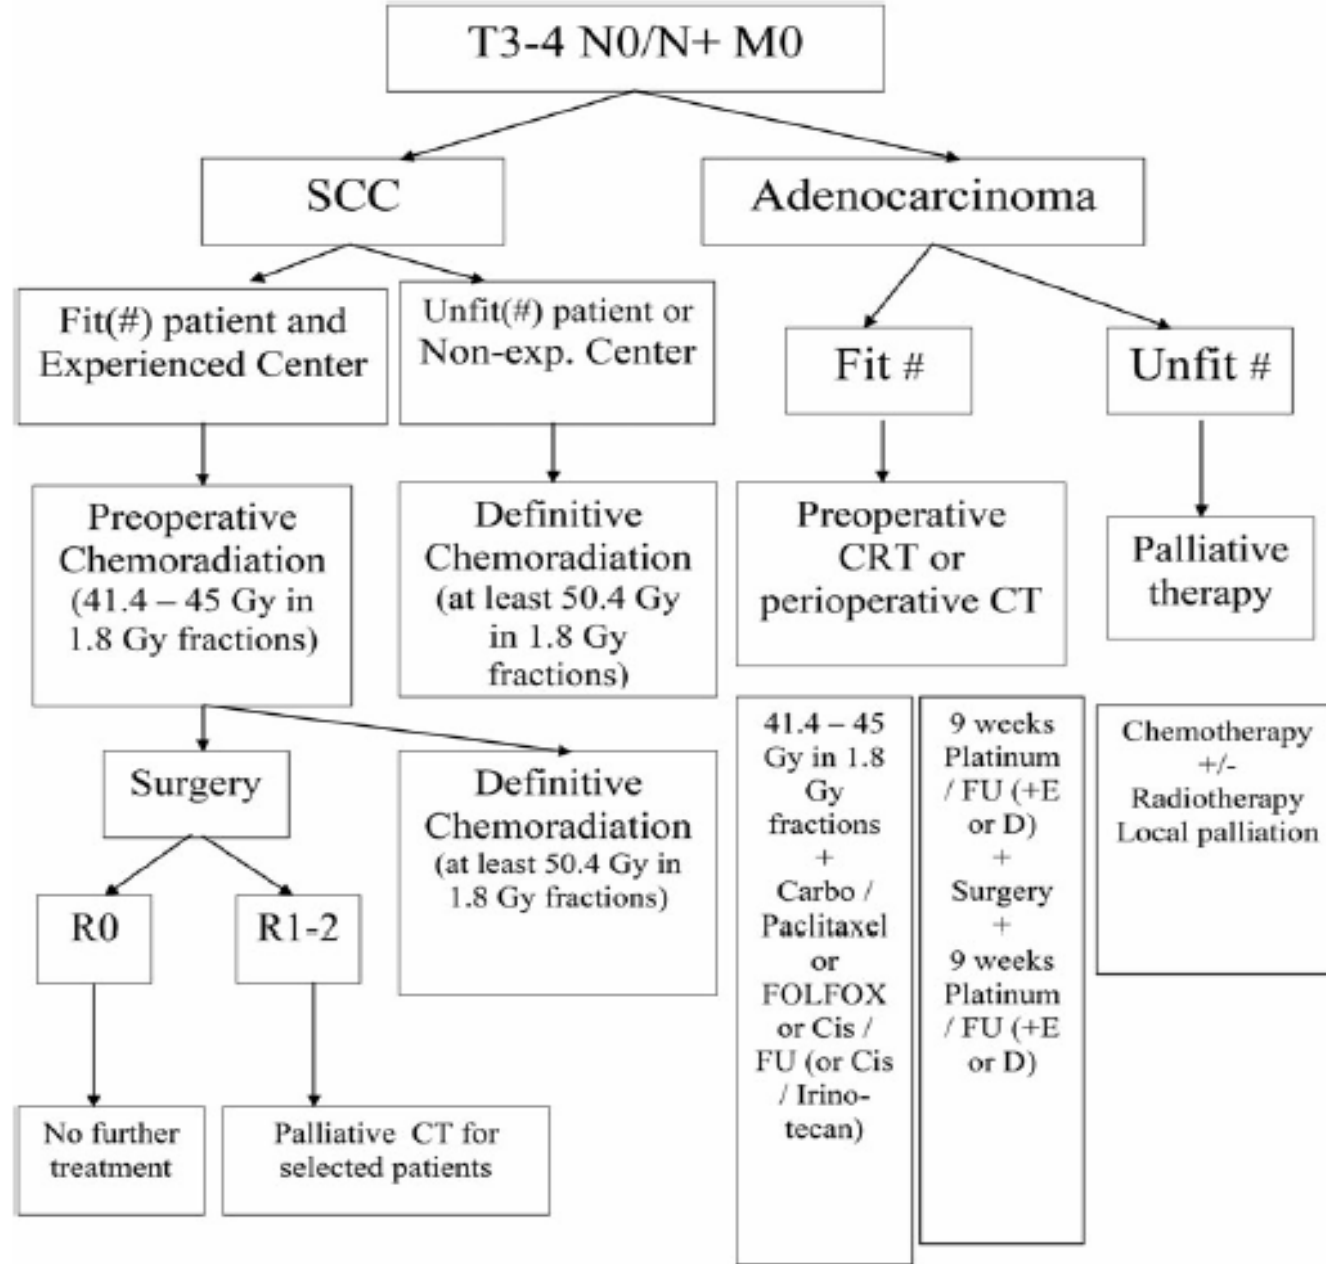 T3-4 N0/N+ M0
SCC
Adenocarcinoma
Fit(#) patient and
Experienced Center
Unfit(#) patient or
Non-exp. Center
Fit #
Unfit #
Preoperative
Chemoradiation
(41.4 – 45 Gy in
1.8 Gy fractions)
Definitive
Chemoradiation
(at least 50.4 Gy
in 1.8 Gy
fractions)
Preoperative
CRT or
perioperative CT
Palliative
therapy
Surgery
Definitive
Chemoradiation
(at least 50.4 Gy in
1.8 Gy fractions)
41.4 – 45
Gy in 1.8
Gy
fractions
+
Carbo /
Paclitaxel
or
FOLFOX
or Cis /
FU (or Cis
/ Irino-
tecan)
9 weeks
Platinum
/ FU (+E
or D)
+
Surgery
+
9 weeks
Platinum
/ FU (+E
or D)
Chemotherapy
+/-
Radiotherapy
Local palliation
R0
R1-2
No further
treatment
Palliative CT for
selected patients